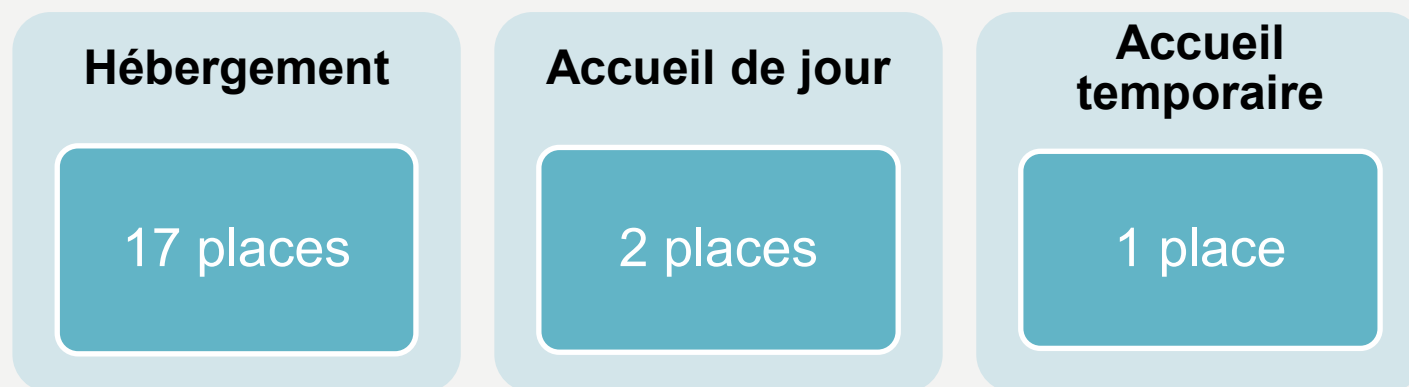 Hébergement
17 places
Accueil de jour
2 places
Accueil
temporaire
1 place